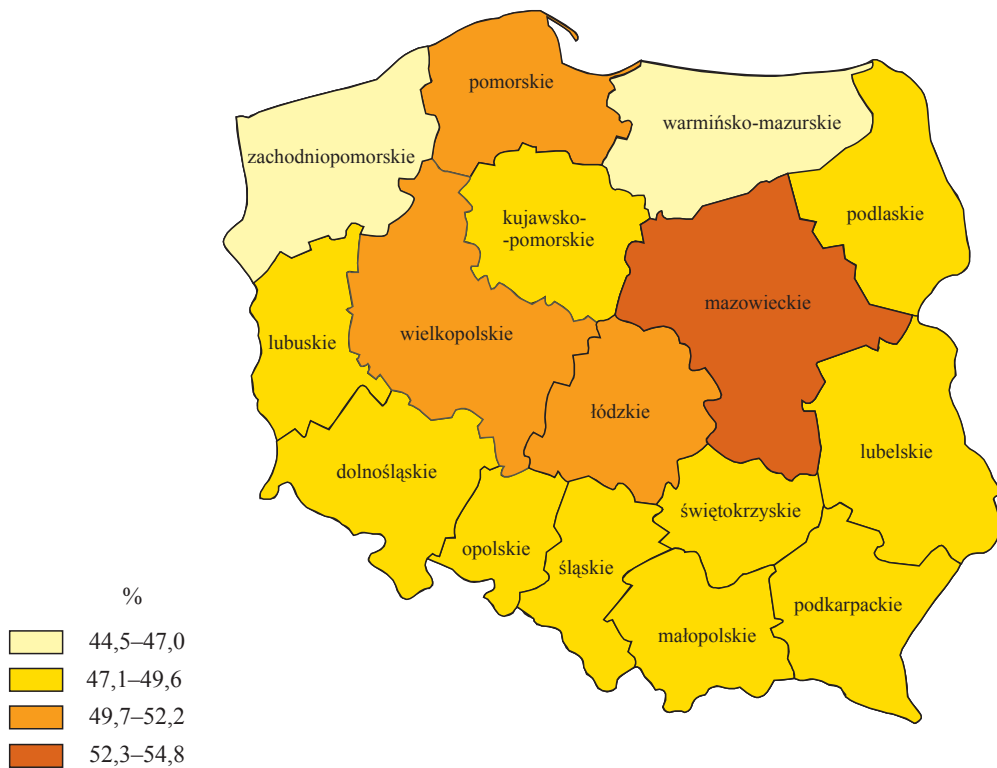 pomorskie
warmińsko-mazurskie
zachodniopomorskie
podlaskie
kujawsko-
-pomorskie
mazowieckie
wielkopolskie
lubuskie
łódzkie
lubelskie
dolnośląskie
świętokrzyskie
opolskie
śląskie
podkarpackie
małopolskie
%
44,5–47,0
47,1–49,6
49,7–52,2
52,3–54,8